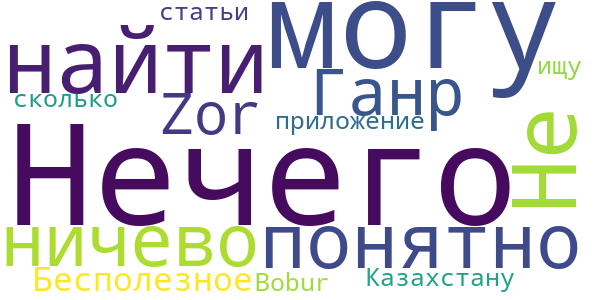 статьи
могу
найти
ищу
Ганр
сколько
Zor
приложение
Не
Нечего
ничево
понятно
Бесполезное
Bobur
Казахстану